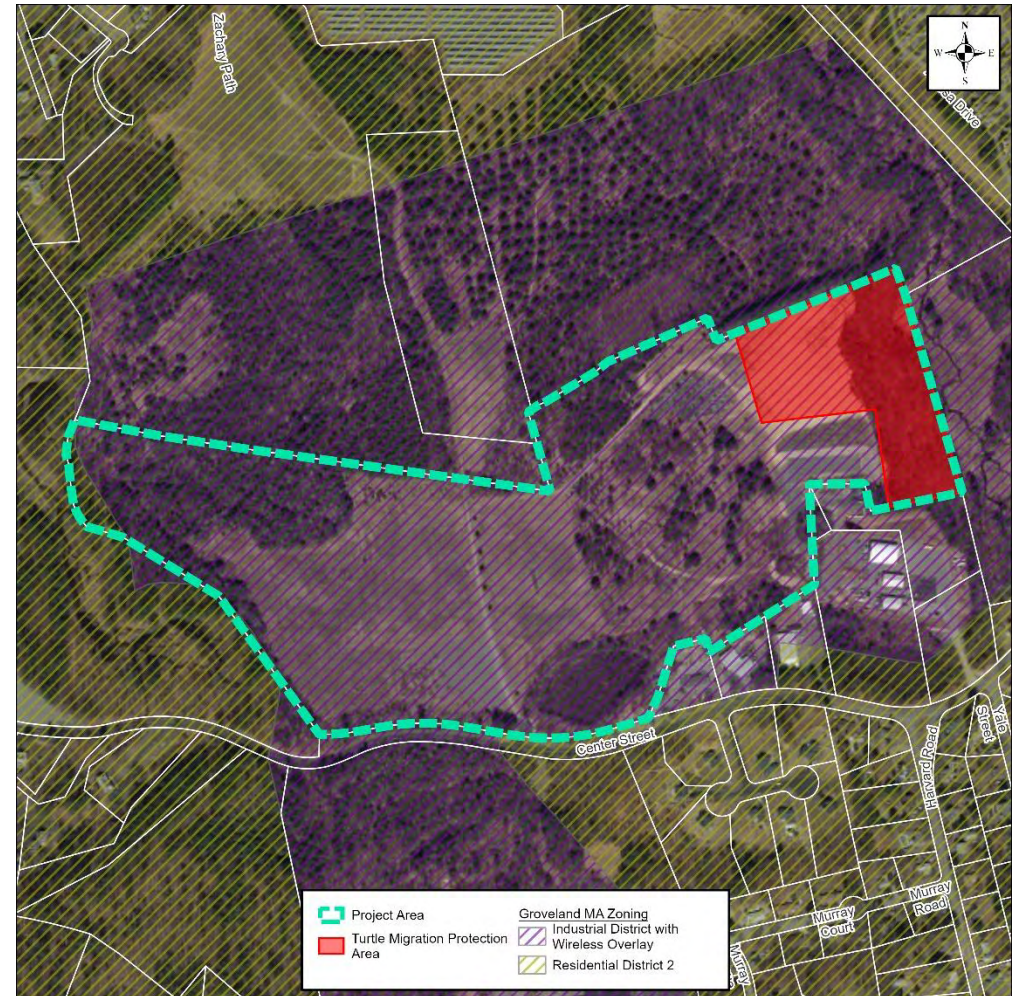 Zachary Path
N
W E
S
Drive
Center Street
Harvard Road
Yale
Street
Murray
Road
Murray
Court
Murray
Project Area
Turtle Migration Protection
Area
Groveland MA Zoning
Industrial District with
Wireless Overlay
Residential District 2